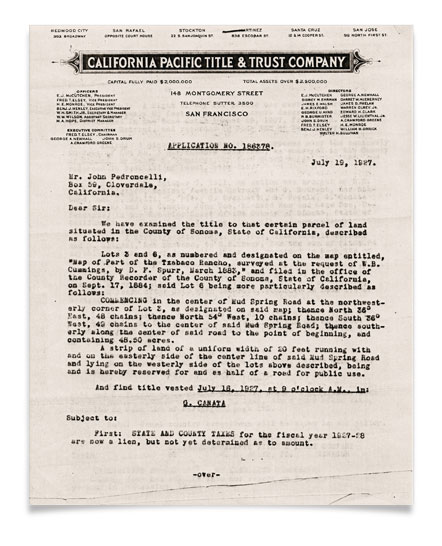 REDWOOD CITY SAN RAFAEL STOCKTON MARTINEZ SANTA CRUZ SAN JOSE
OPPOSITE COURT HOUSE
CALIFORNIA PACIFIC TITLE & TRUST COMPANY
CAPITAL FULLY PAID $2,000,000 TOTAL ASSETS OVER $2,500,000
OFFICERS
148 MONTGOMERY STREET
DIRECTORS
TELEPHONE SUTTER 3500
SAN FRANCISCO
EXECUTIVE COMMITTEE
APPLICATION NO. 186378.
July 19, 1927.
Mr. John Pedroncelli,
Box 59, Cloverdale,
California.
Dear Sir:
We have examined the title to that certain parcel of land
situated in the County of Sonoma, State of California, described
as follows:
Lots 3 and 6, as numbered and designated on the map entitled,
"Map of Part of the Tzabaco Rancho, surveyed at the request of W.B.
Cummings, by D. F. Spurr, March 1883," and filed in the office of
the County Recorder of the County of Sonoma, State of California,
on Sept. 17, 1884; said Lot 6 being more particularly described as
follows:
COMMENCING in the center of Mud Spring Road at the northwest-
erly corner of Lot 3, as designated on said map; thence North 38°
East, 48 chains; thence North 54° West, 10 chains; thence South 38°
West, 49 chains to the center of said Mud Spring Road; thence south-
erly along the center of said road to the point of beginning, and
containing 48.50 acres.
A strip of land of a uniform width of 20 feet running with
and on the easterly side of the center line of said Mud Spring Road
and lying on the westerly side of the lots above described, being
and is hereby reserved for and as half of a road for public use.
And find title vested July 18, 1927, at 9 o'clock A.M., in:
G. CANATA
Subject to:
First: STATE AND COUNTY TAXES for the fiscal year 1927-28
are now a lien, but not yet determined as to amount.
-over-